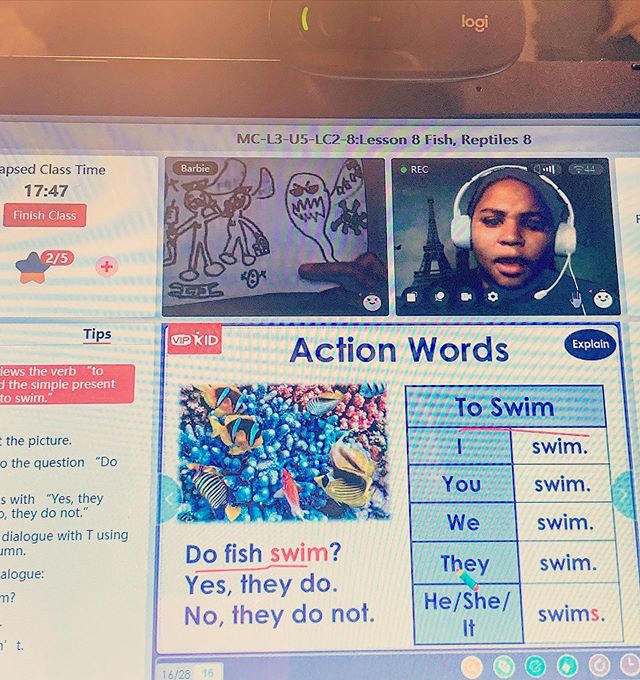 logi
MC-L3-U5-LC2-8:Lesson 8 Fish, Reptiles 8
apsed Class Time
17:47
Finish Class
2/5
Barbie
REC
44
Tips
iews the verb "to
d the simple present
to swim."
t the picture.
o the question "Do
s with "Yes, they
o, they do not."
dialogue with T using
umn.
alogue:
m?
n't.
VIPKID
Action Words
Explain
To Swim
I swim.
You swim.
We swim.
They swim.
He/She/
It swims.
Do fish swim?
Yes, they do.
No, they do not.
16/28 16